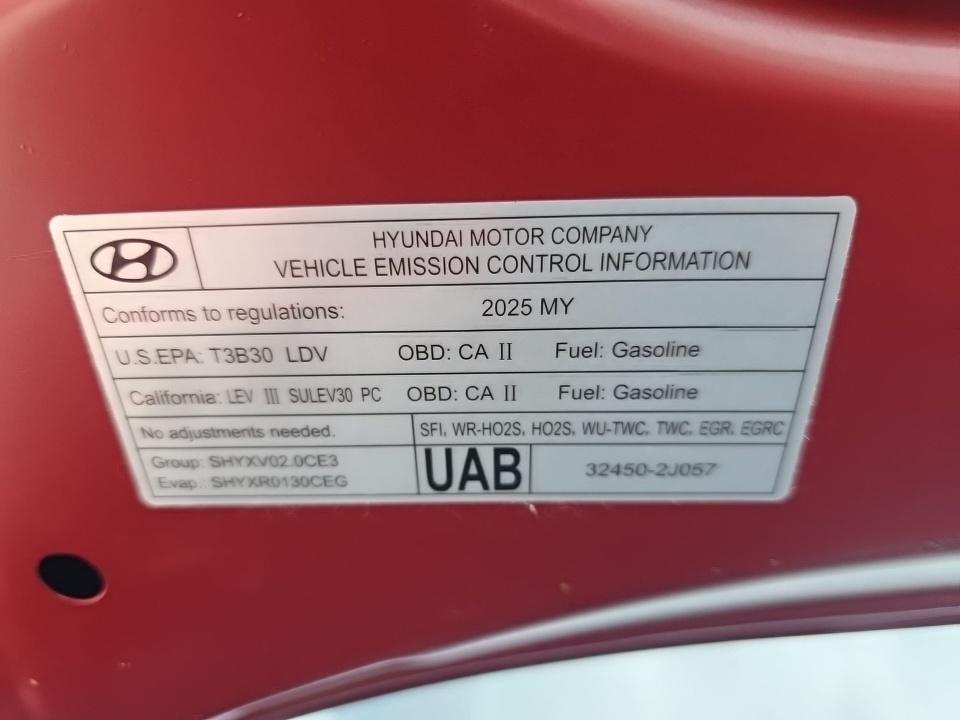 HYUNDAI MOTOR COMPANY
VEHICLE EMISSION CONTROL INFORMATION
Conforms to regulations: 2025 MY
U.S.EPA: T3B30 LDV OBD: CA II Fuel: Gasoline
California: LEV III SULEV30 PC OBD: CA II Fuel: Gasoline
No adjustments needed. SFI, WR-HO2S, HO2S, WU-TWC, TWC, EGR, EGRC
Group: SHYXV02.0CE3
Evap.: SHYXR0130CEG
UAB 32450-2J057